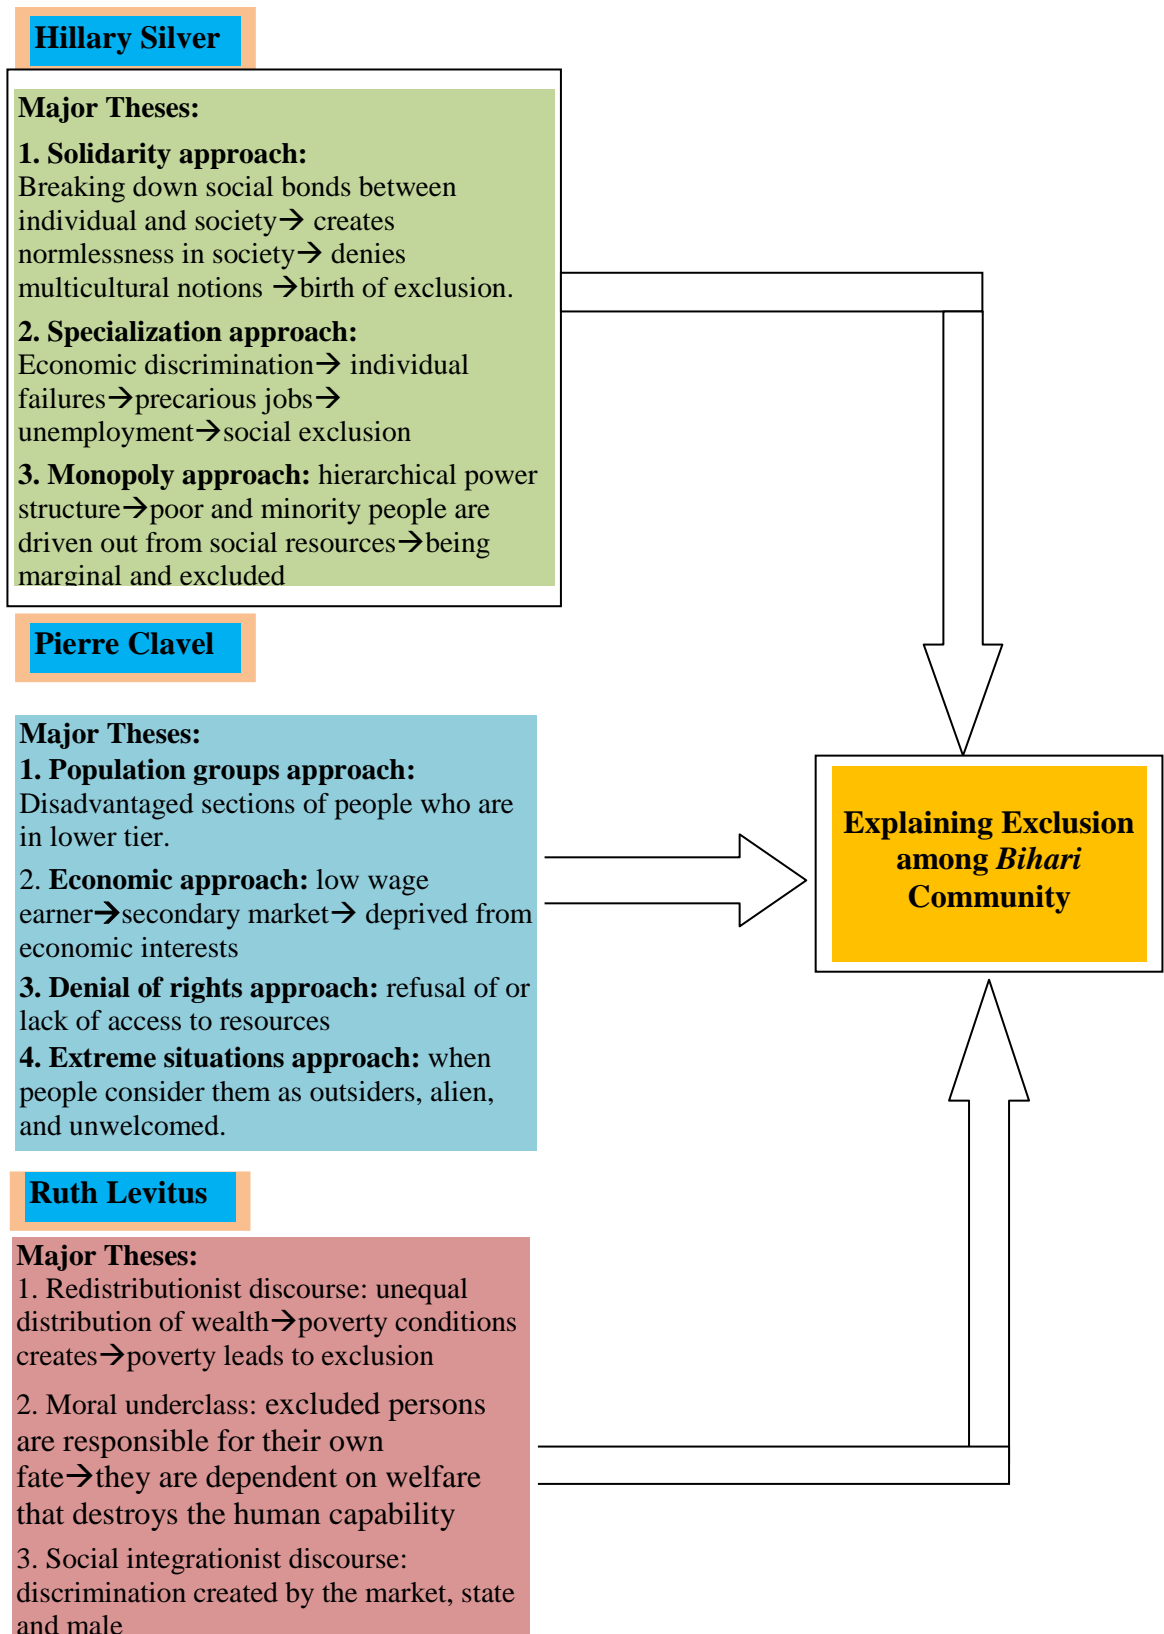 Hillary Silver
Major Theses:
1. Solidarity approach:
Breaking down social bonds between
individual and society→ creates
normlessness in society→ denies
multicultural notions →birth of exclusion.
2. Specialization approach:
Economic discrimination→ individual
failures→precarious jobs→
unemployment→social exclusion
3. Monopoly approach: hierarchical power
structure→poor and minority people are
driven out from social resources→being
marginal and excluded
Pierre Clavel
Major Theses:
1. Population groups approach:
Disadvantaged sections of people who are
in lower tier.
2. Economic approach: low wage
earner→secondary market→ deprived from
economic interests
3. Denial of rights approach: refusal of or
lack of access to resources
4. Extreme situations approach: when
people consider them as outsiders, alien,
and unwelcomed.
Explaining Exclusion
among Bihari
Community
Ruth Levitus
Major Theses:
1. Redistributionist discourse: unequal
distribution of wealth→poverty conditions
creates→poverty leads to exclusion
2. Moral underclass: excluded persons
are responsible for their own
fate→they are dependent on welfare
that destroys the human capability
3. Social integrationist discourse:
discrimination created by the market, state
and male